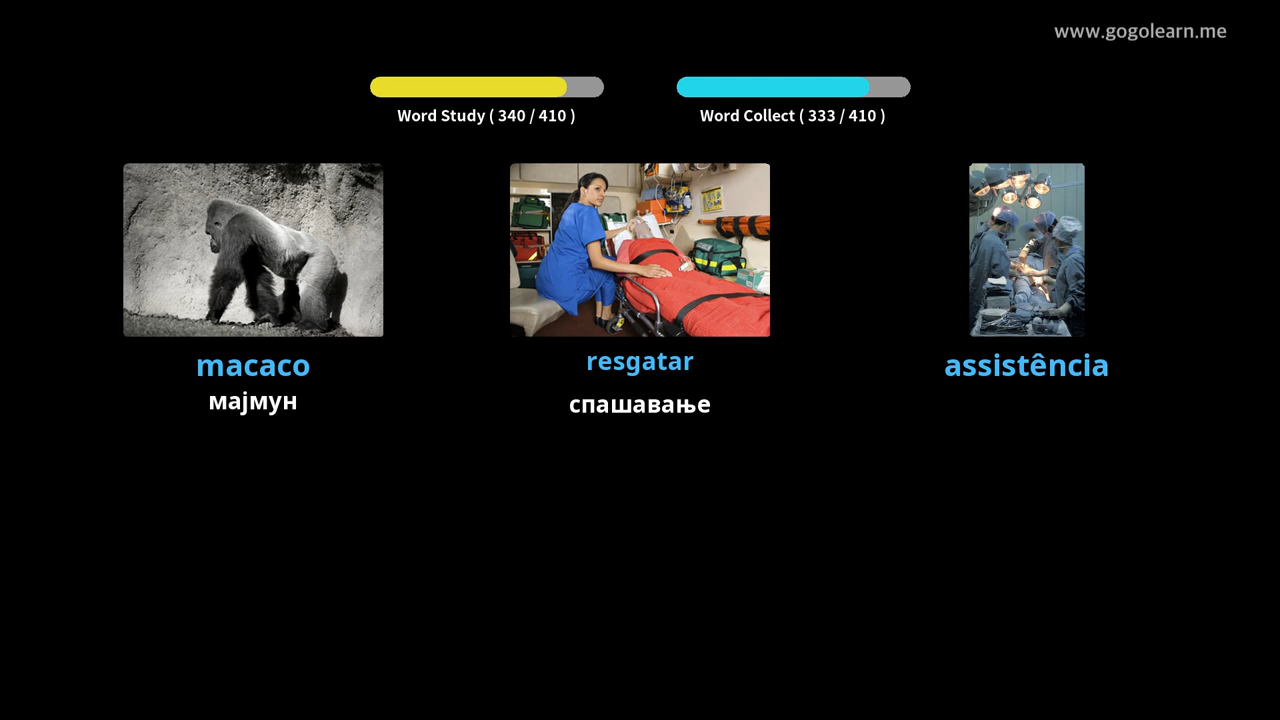 www.gogolearn.me
Word Study ( 340 / 410 )
Word Collect ( 333 / 410 )
macaco
мајмун
resgatar
спашавање
assistência